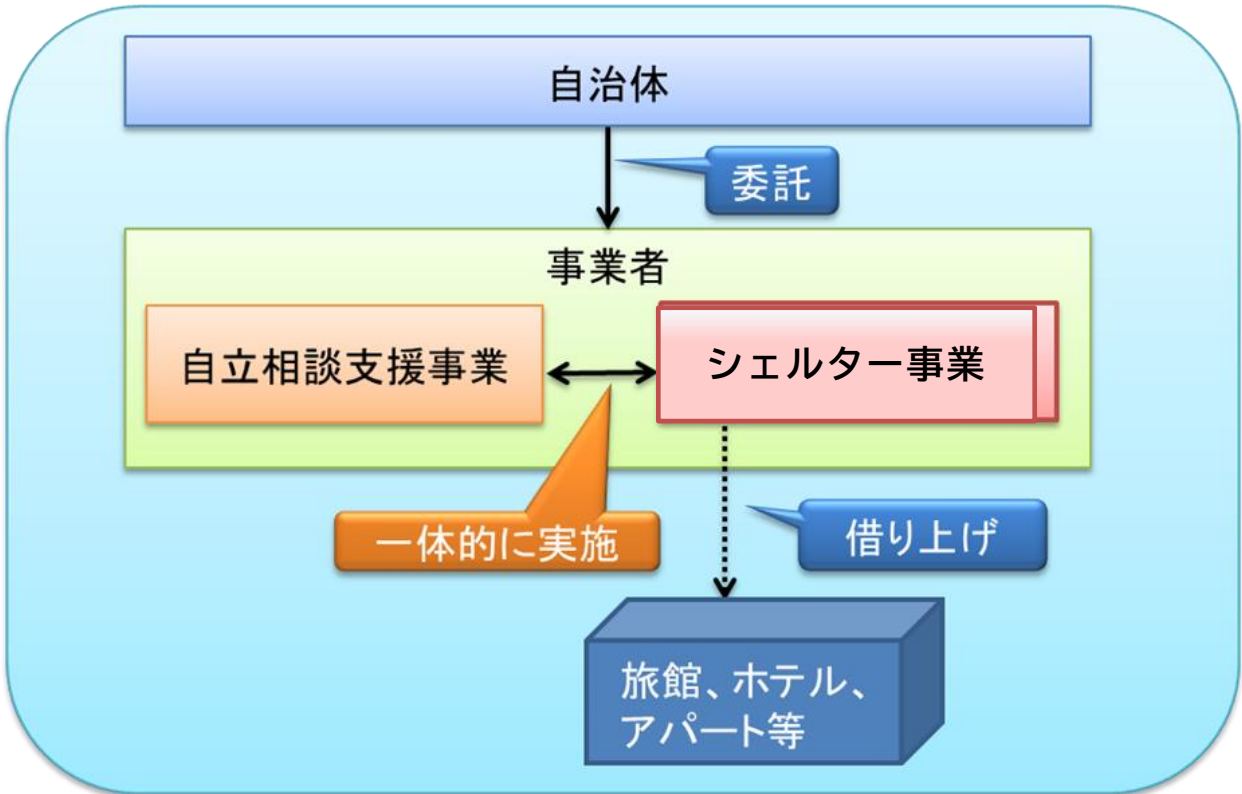 自治体
委託
事業者
自立相談支援事業
シェルター事業
一体的に実施
借り上げ
旅館、ホテル、
アパート等